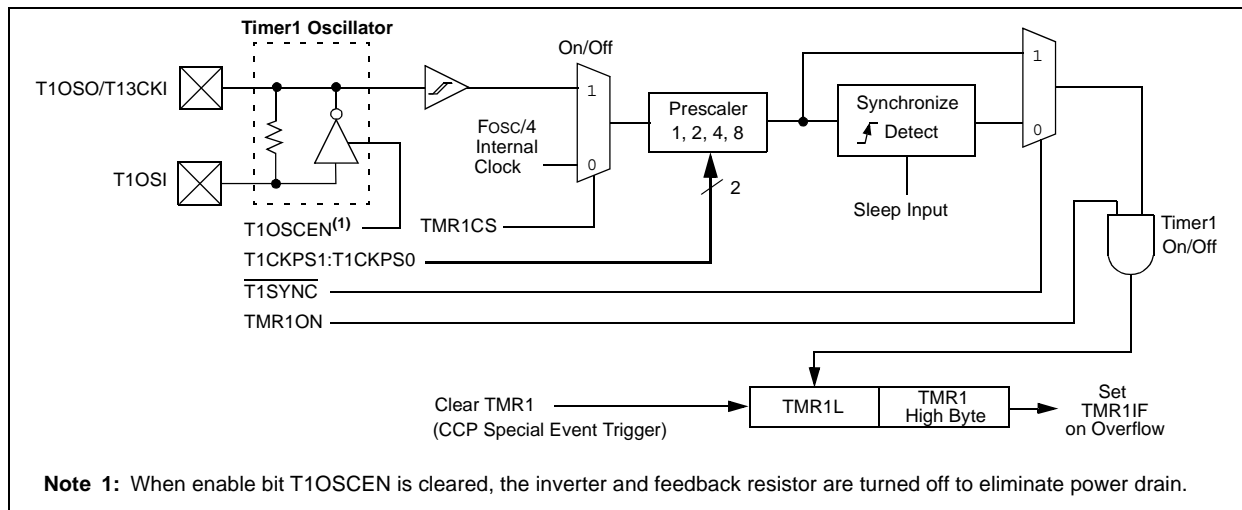 Timer1 Oscillator
On/Off
T1OSO/T13CKI
1
FOSC/4
Internal
Clock
0
Prescaler
1, 2, 4, 8
2
Synchronize
Detect
1
0
Sleep Input
T1OSI
T1OSCEN(1)
TMR1CS
T1CKPS1:T1CKPS0
T1SYNC
TMR1ON
Timer1
On/Off
Clear TMR1
(CCP Special Event Trigger)
TMR1L
TMR1
High Byte
Set
TMR1IF
on Overflow
Note 1: When enable bit T1OSCEN is cleared, the inverter and feedback resistor are turned off to eliminate power drain.